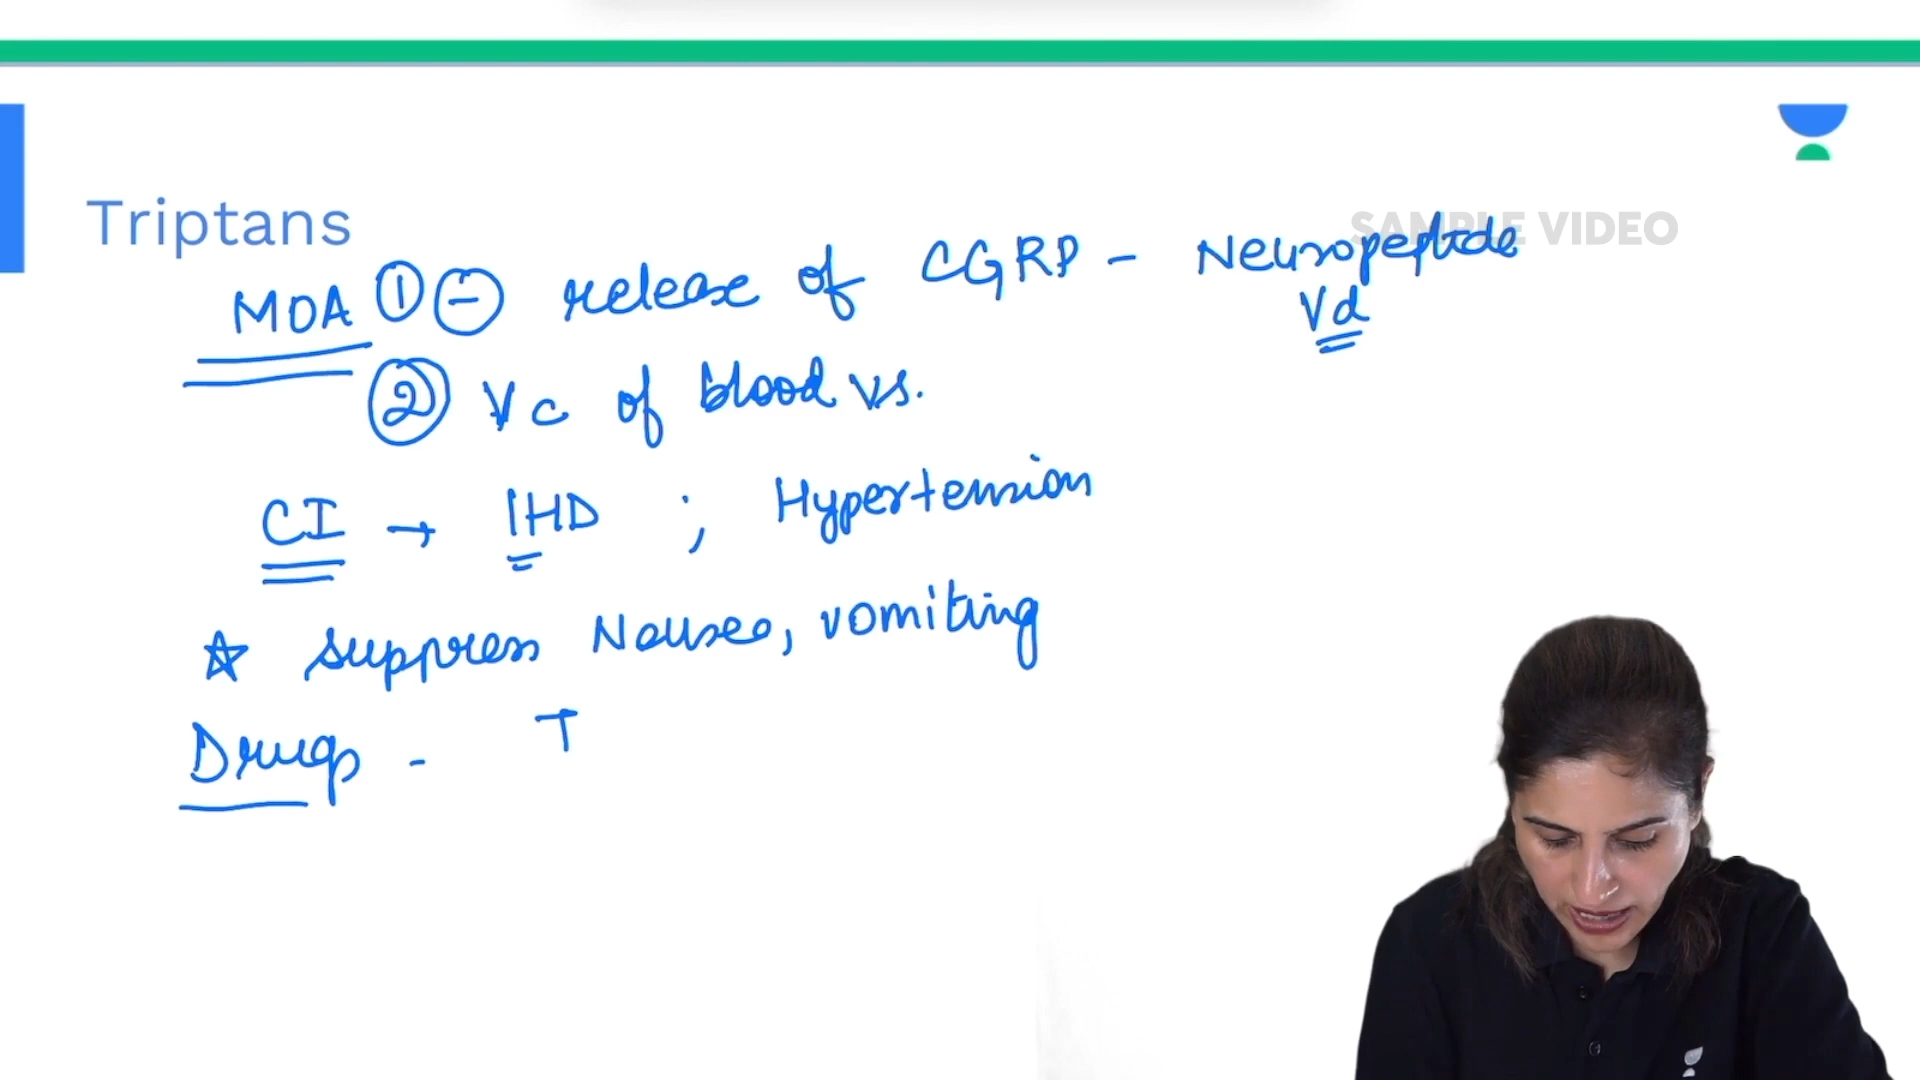 SAMPLE VIDEO
Triptans
MOA ① ⊖ release of CGRP - Neuropeptide
Vd
② Vc of blood vs.
CI → IHD ; Hypertension
☆ suppress Nausea, vomiting
Drugs - T